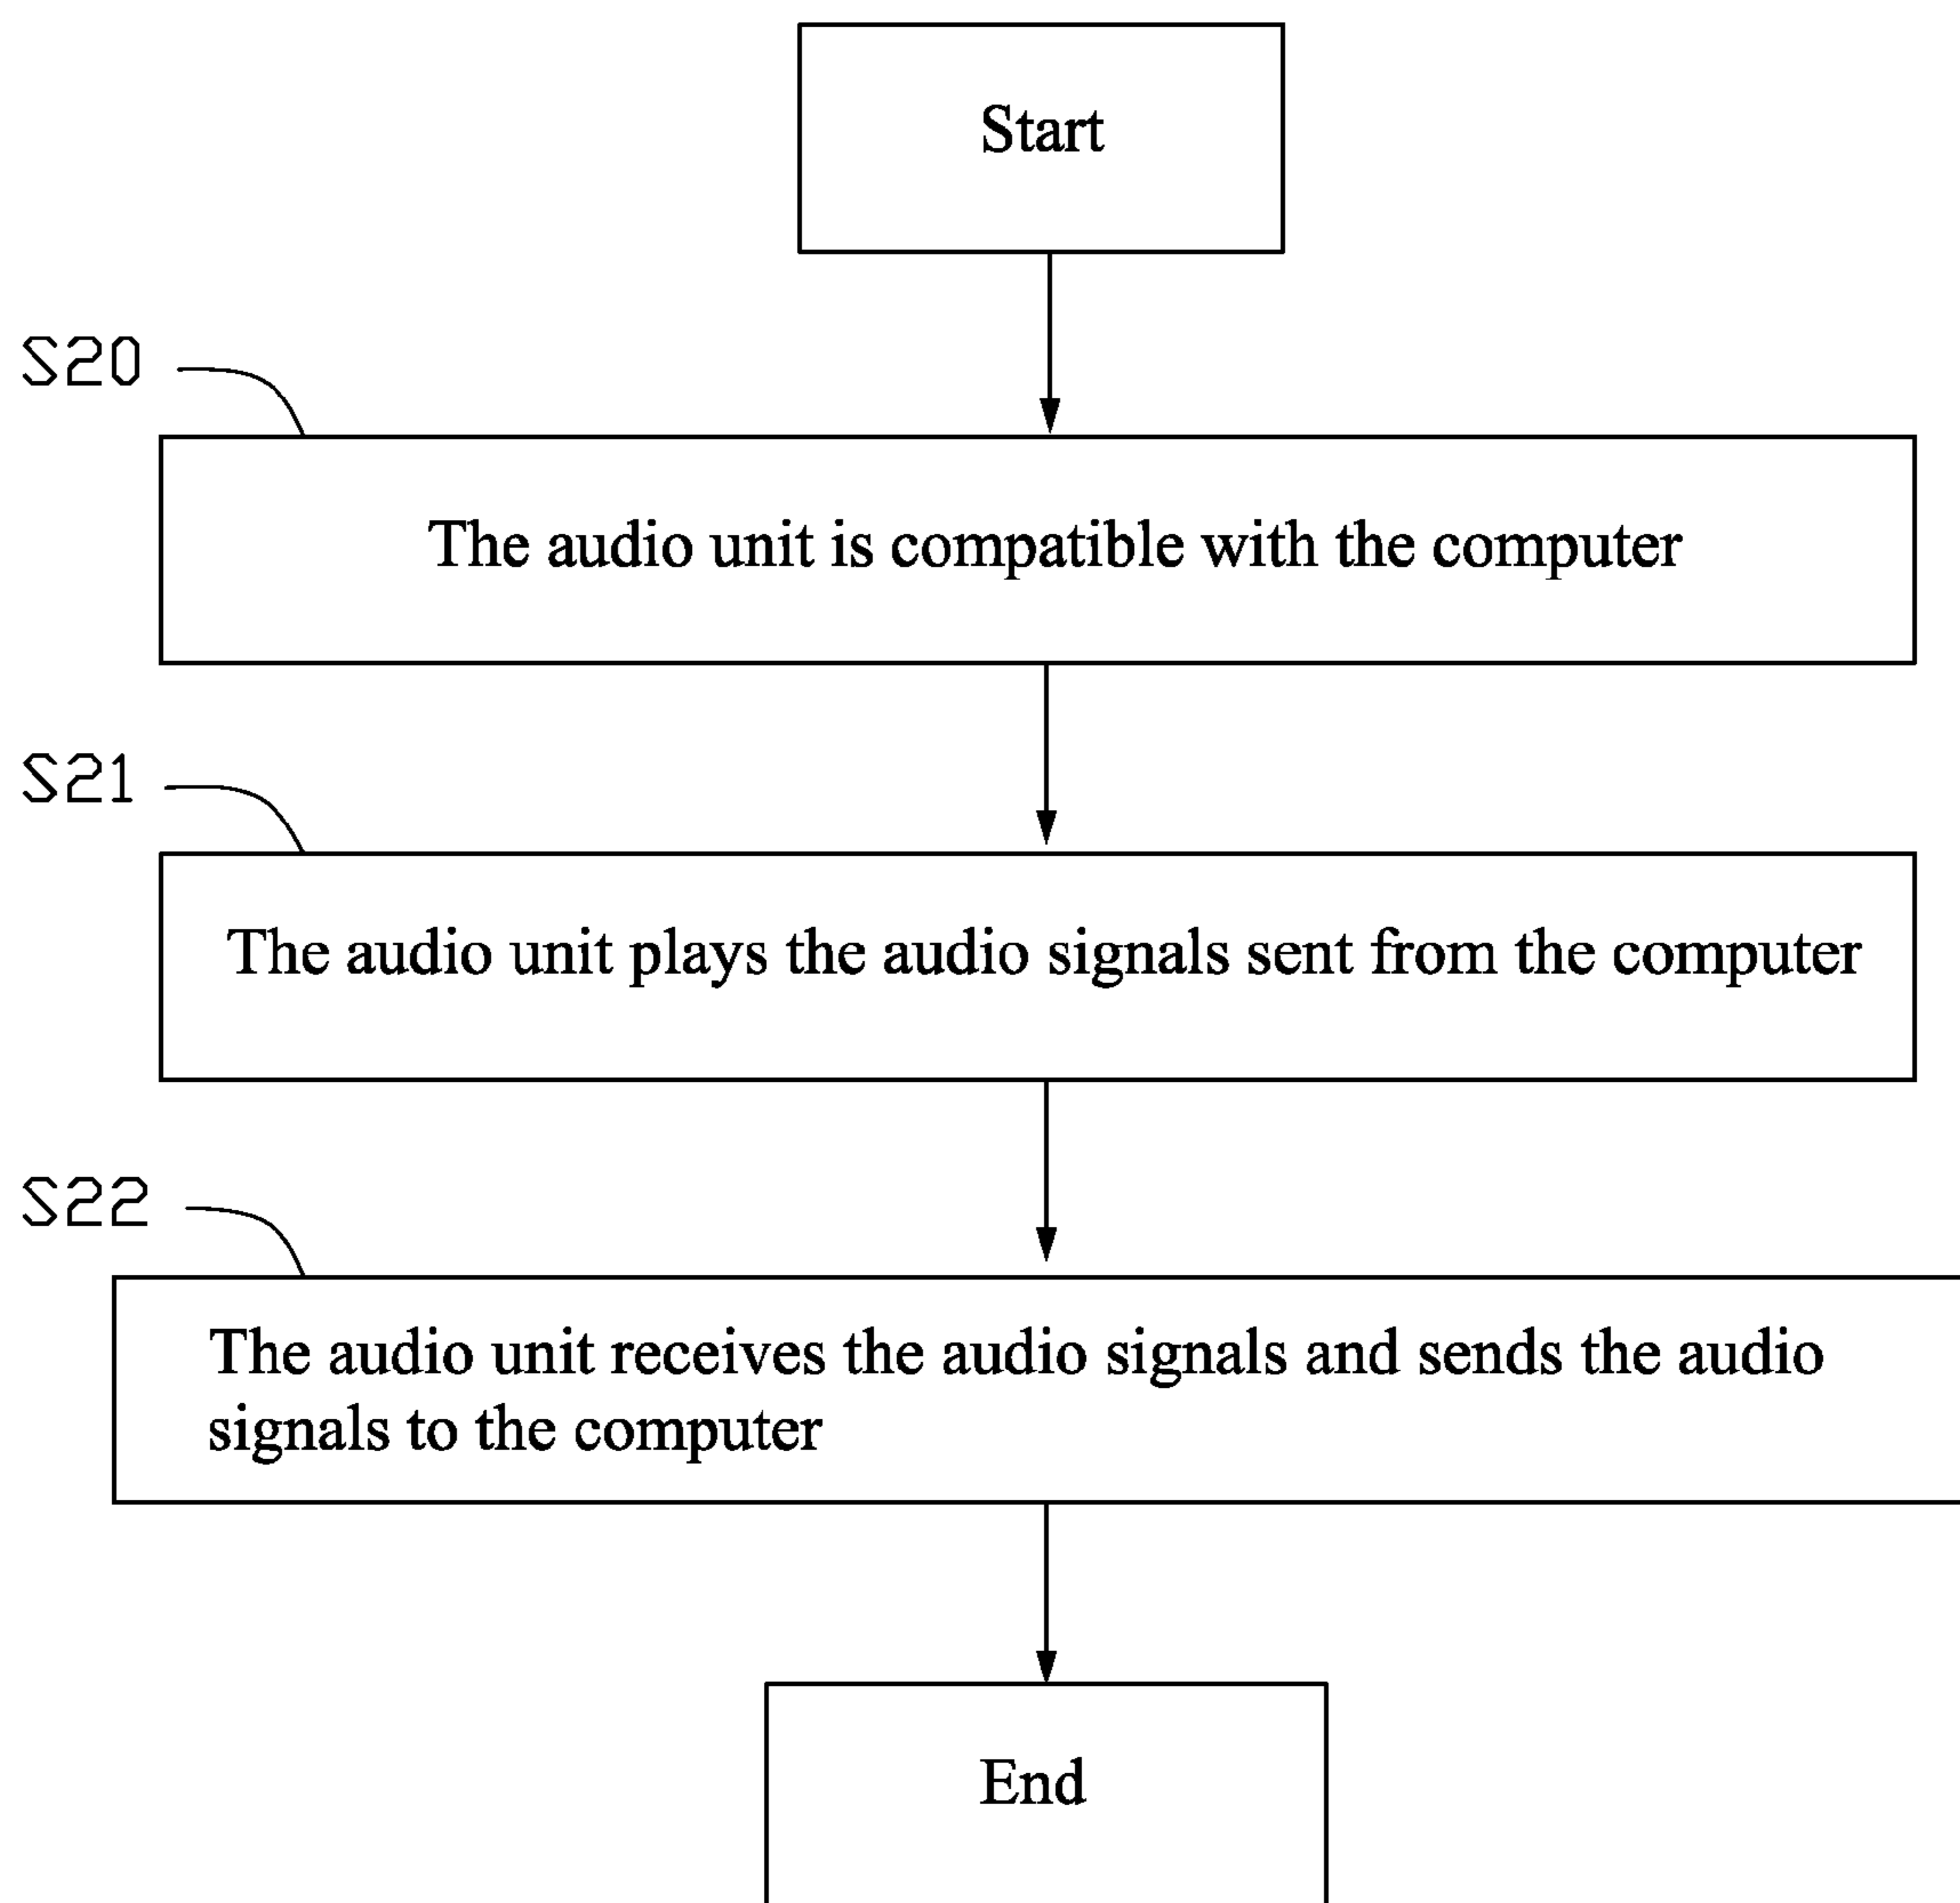 Start
S20
The audio unit is compatible with the computer
S21
The audio unit plays the audio signals sent from the computer
S22
The audio unit receives the audio signals and sends the audio
signals to the computer
End